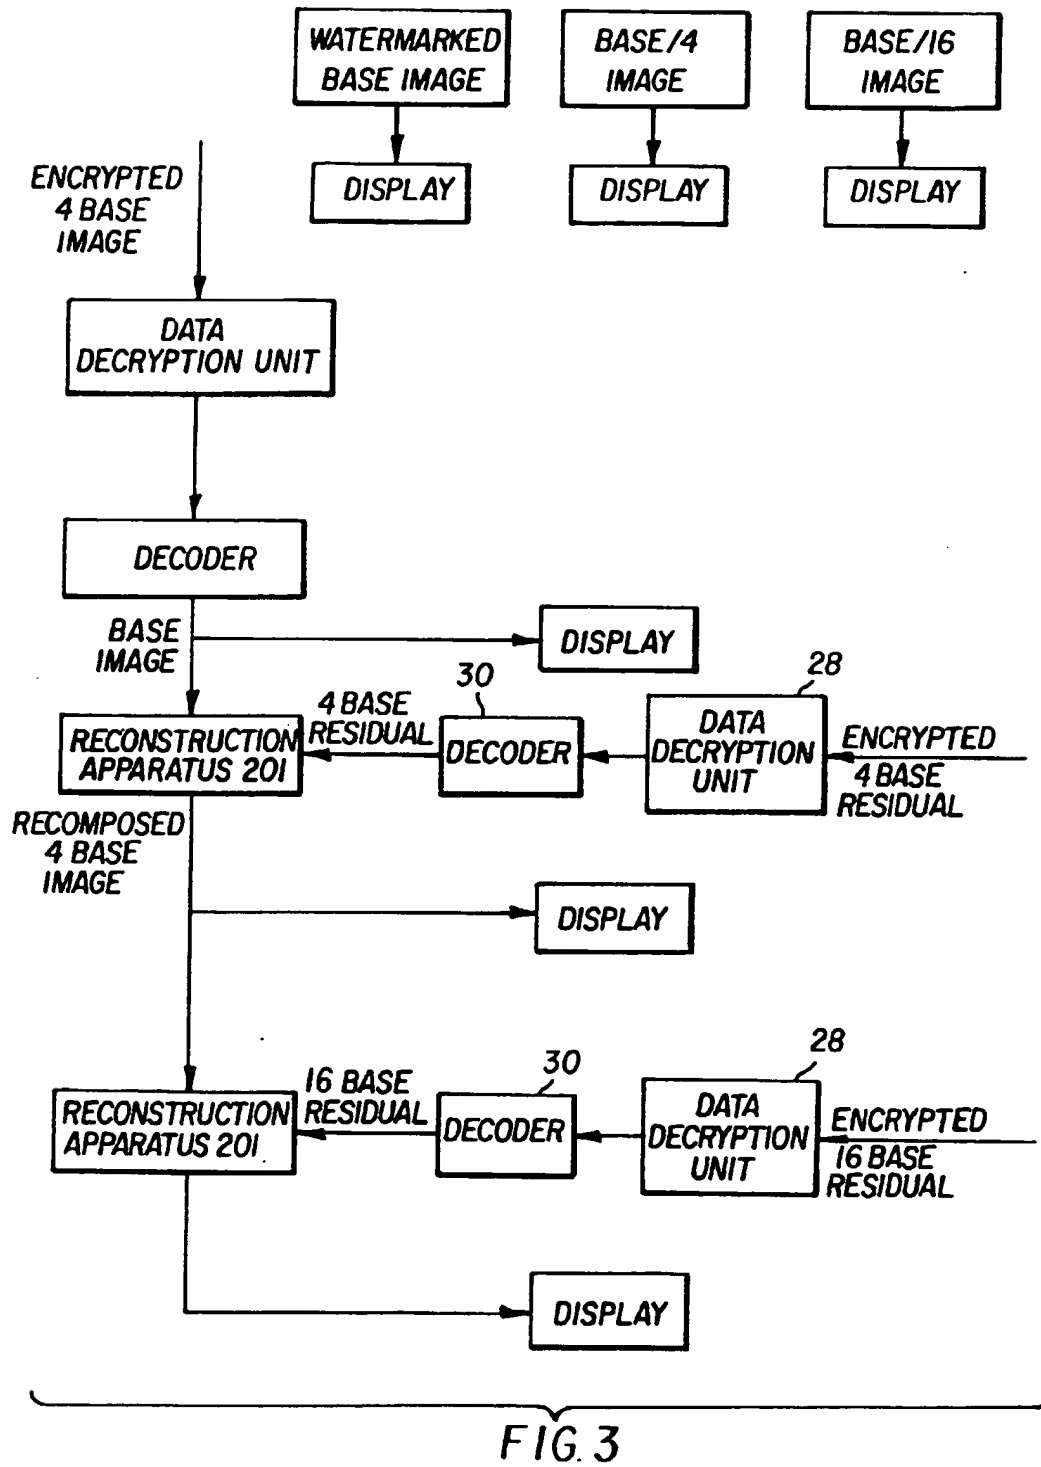 WATERMARKED
BASE IMAGE
BASE/4
IMAGE
BASE/16
IMAGE
DISPLAY
DISPLAY
DISPLAY
ENCRYPTED
4 BASE
IMAGE
DATA
DECRYPTION UNIT
DECODER
BASE
IMAGE
DISPLAY
RECONSTRUCTION
APPARATUS 201
4 BASE
RESIDUAL
30
DECODER
28
DATA
DECRYPTION
UNIT
ENCRYPTED
4 BASE
RESIDUAL
RECOMPOSED
4 BASE
IMAGE
DISPLAY
RECONSTRUCTION
APPARATUS 201
16 BASE
RESIDUAL
30
DECODER
28
DATA
DECRYPTION
UNIT
ENCRYPTED
16 BASE
RESIDUAL
DISPLAY
FIG. 3